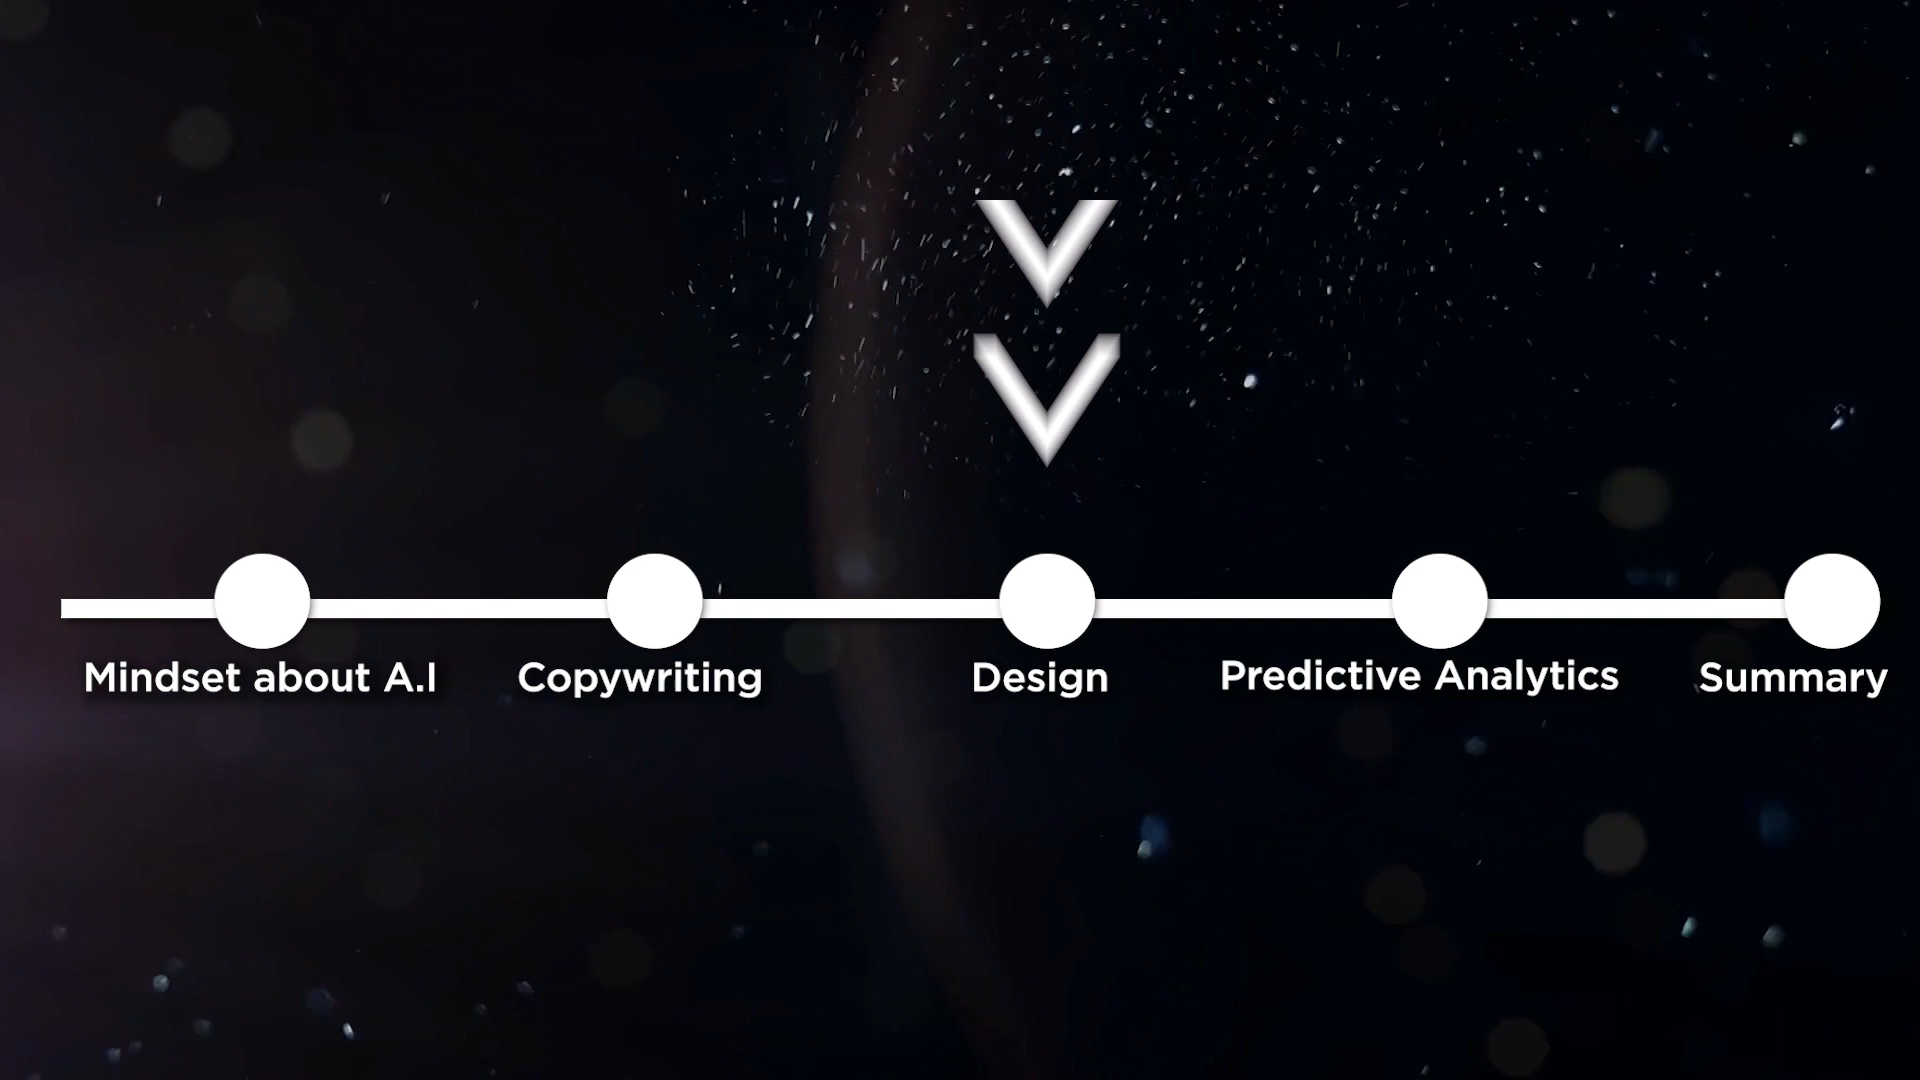 Mindset about A.I
Copywriting
Design
Predictive Analytics
Summary